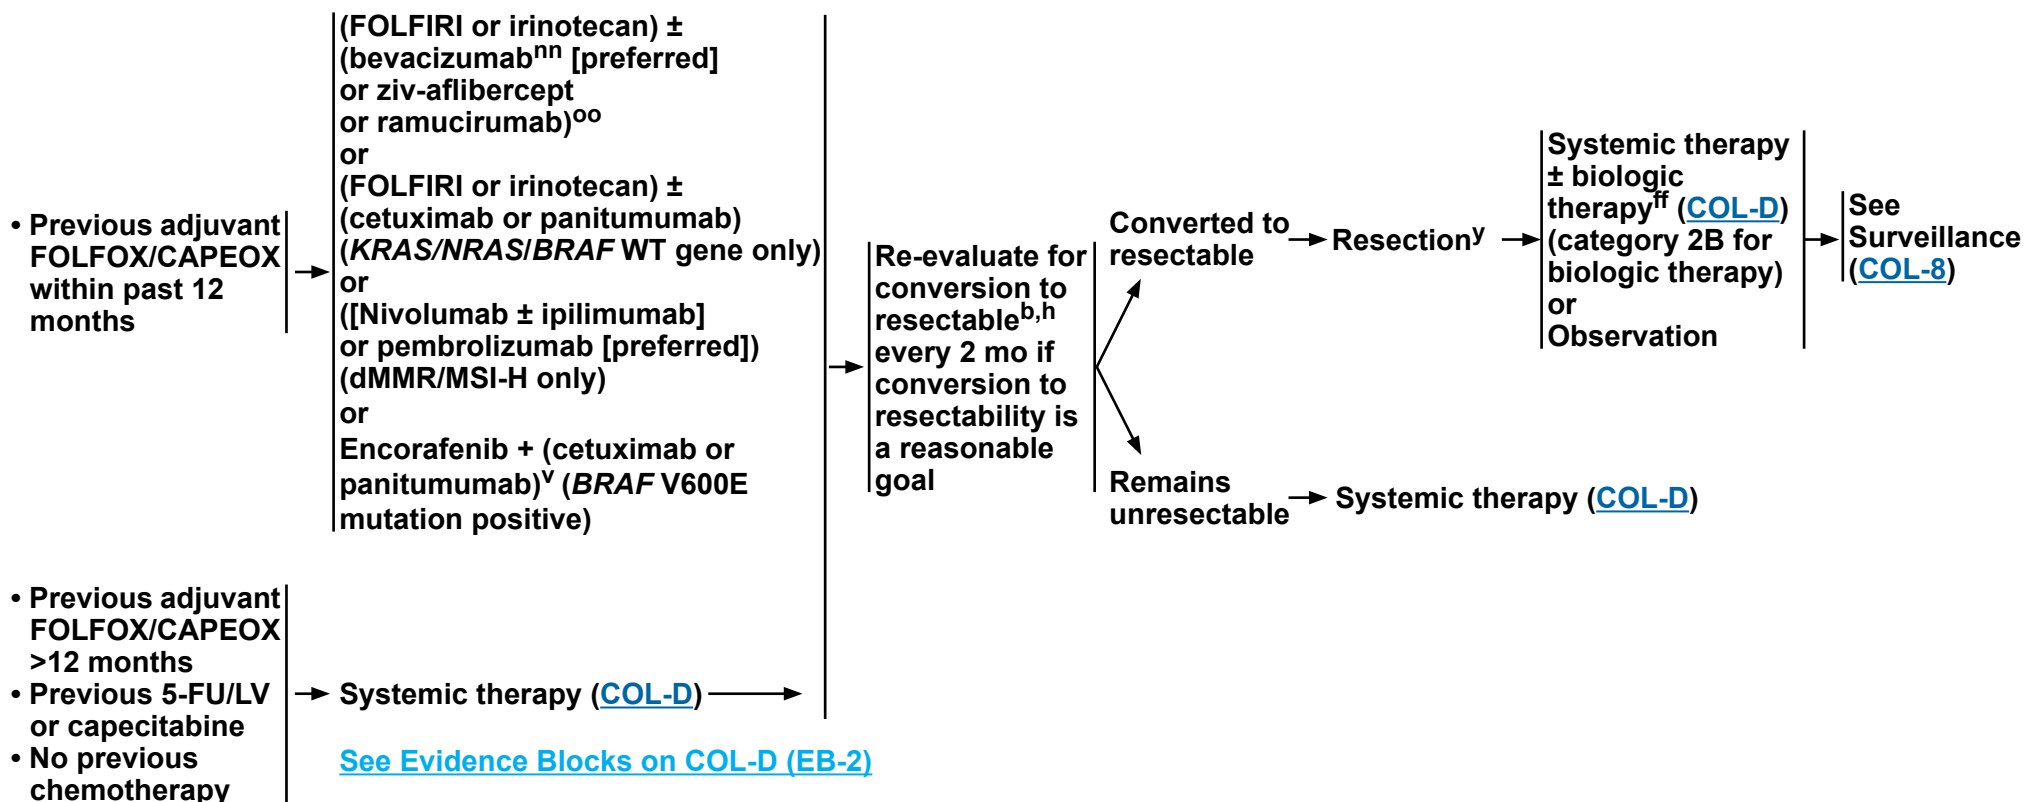 • Previous adjuvant
FOLFOX/CAPEOX
within past 12
months
(FOLFIRI or irinotecan) ±
(bevacizumabⁿⁿ [preferred]
or ziv-aflibercept
or ramucirumab)ᵒᵒ
or
(FOLFIRI or irinotecan) ±
(cetuximab or panitumumab)
(KRAS/NRAS/BRAF WT gene only)
or
([Nivolumab ± ipilimumab]
or pembrolizumab [preferred])
(dMMR/MSI-H only)
or
Encorafenib + (cetuximab or
panitumumab)ᵛ (BRAF V600E
mutation positive)
• Previous adjuvant
FOLFOX/CAPEOX
>12 months
• Previous 5-FU/LV
or capecitabine
• No previous
chemotherapy
Systemic therapy (COL-D)
See Evidence Blocks on COL-D (EB-2)
Re-evaluate for
conversion to
resectableᵇ,ʰ
every 2 mo if
conversion to
resectability is
a reasonable
goal
Converted to
resectable
Resectionʸ
Systemic therapy
± biologic
therapyᶠᶠ (COL-D)
(category 2B for
biologic therapy)
or
Observation
See
Surveillance
(COL-8)
Remains
unresectable
Systemic therapy (COL-D)